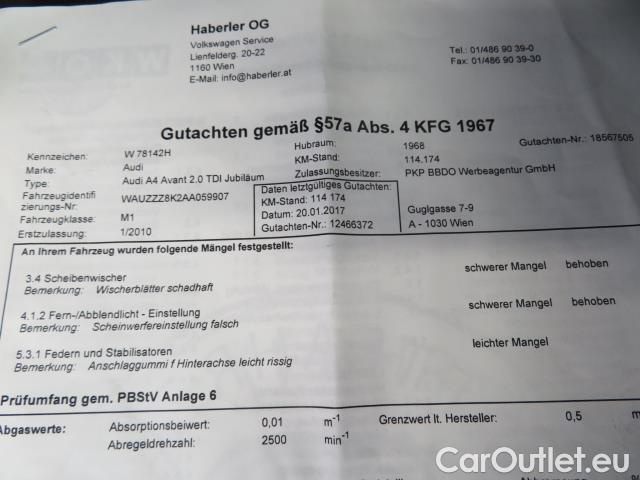 Haberler OG
Volkswagen Service
Lienfelderg. 20-22
1160 Wien
E-Mail: info@haberler.at
Tel.: 01/486 90 39-0
Fax: 01/486 90 39-30
Gutachten gemäß §57a Abs. 4 KFG 1967
Kennzeichen: W 78142H
Marke: Audi
Type: Audi A4 Avant 2.0 TDI Jubiläum
Fahrzeugidentifi
zierungs-Nr: WAUZZZ8K2AA059907
Fahrzeugklasse: M1
Erstzulassung: 1/2010
Hubraum: 1968
KM-Stand: 114.174
Zulassungsbesitzer: PKP BBDO Werbeagentur GmbH
Gutachten-Nr.: 18567505
Daten letztgültiges Gutachten:
KM-Stand: 114 174
Datum: 20.01.2017
Gutachten-Nr.: 12466372
Guglgasse 7-9
A - 1030 Wien
An Ihrem Fahrzeug wurden folgende Mängel festgestellt:
3.4 Scheibenwischer schwerer Mangel behoben
Bemerkung: Wischerblätter schadhaft
4.1.2 Fern-/Abblendlicht - Einstellung schwerer Mangel behoben
Bemerkung: Scheinwerfereinstellung falsch
5.3.1 Federn und Stabilisatoren leichter Mangel
Bemerkung: Anschlaggummi f Hinterachse leicht rissig
Prüfumfang gem. PBStV Anlage 6
Abgaswerte: Absorptionsbeiwert: 0,01 m-1 Grenzwert lt. Hersteller: 0,5
Abregeldrehzahl: 2500 min-1
CarOutlet.eu